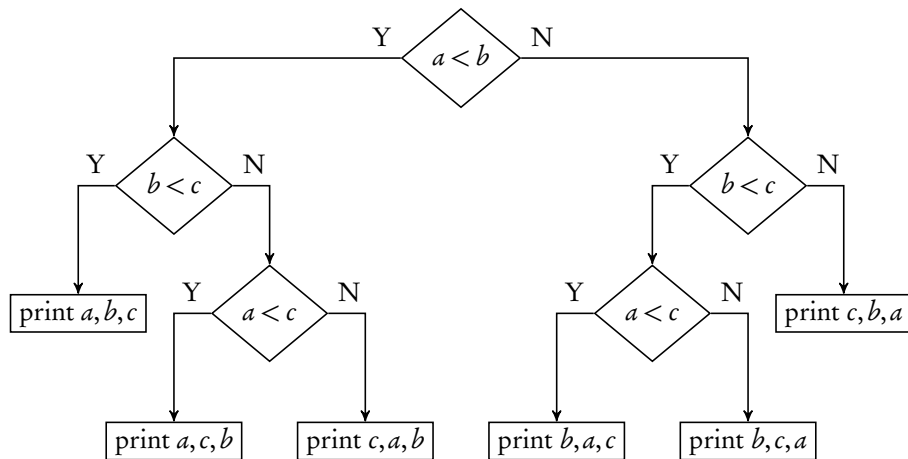 Y
N
a < b
Y
N
Y
N
b < c
b < c
print a, b, c
Y
N
Y
N
print c, b, a
a < c
a < c
print a, c, b
print c, a, b
print b, a, c
print b, c, a